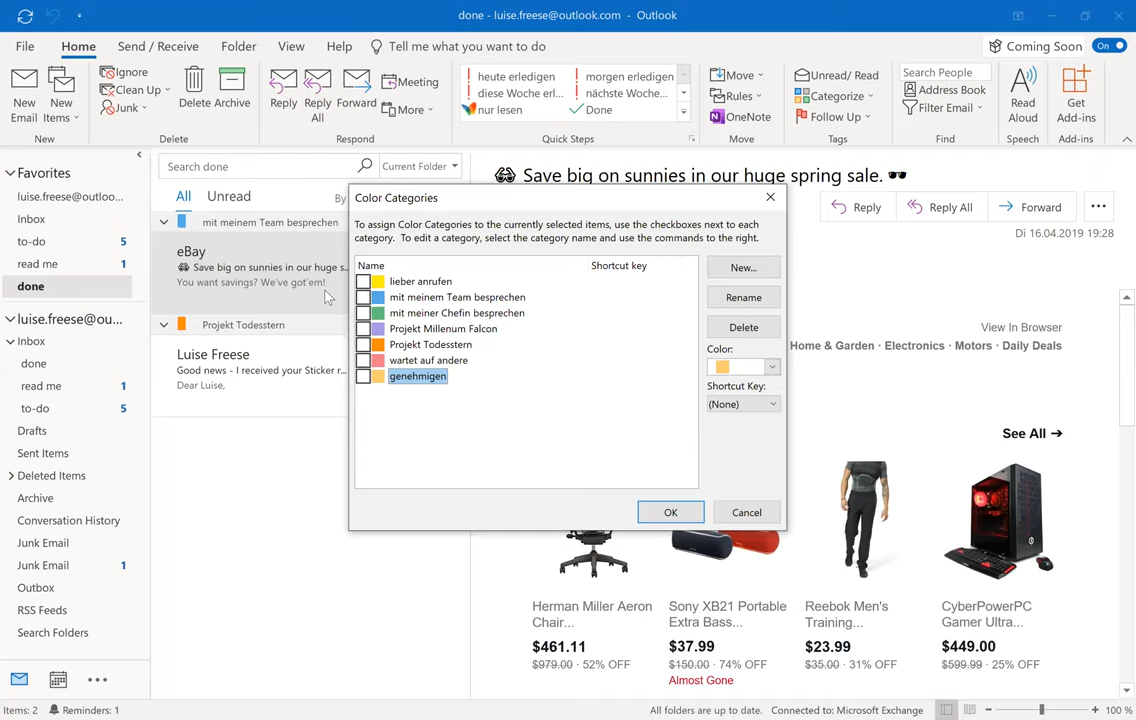 done - luise.freese@outlook.com - Outlook
File Home Send / Receive Folder View Help Tell me what you want to do Coming Soon On
New Email
New Items
New
Ignore
Clean Up
Junk
Delete
Archive
Delete
Reply
Reply All
Forward
Meeting
More
Respond
heute erledigen
morgen erledigen
diese Woche erl...
nächste Woche...
nur lesen
Done
Quick Steps
Move
Rules
OneNote
Move
Unread/ Read
Categorize
Follow Up
Tags
Search People
Address Book
Filter Email
Find
Read Aloud
Speech
Get Add-ins
Add-ins
Favorites
luise.freese@outloo...
Inbox
to-do 5
read me 1
done
luise.freese@ou...
Inbox
done
read me 1
to-do 5
Drafts
Sent Items
Deleted Items
Archive
Conversation History
Junk Email
Junk Email 1
Outbox
RSS Feeds
Search Folders
Search done
Current Folder
All Unread By
mit meinem Team besprechen
eBay
😎 Save big on sunnies in our huge s...
You want savings? We've got'em!
Projekt Todesstern
Luise Freese
Good news - I received your Sticker r...
Dear Luise,
😎 Save big on sunnies in our huge spring sale. 🕶
Reply Reply All Forward
Di 16.04.2019 19:28
View In Browser
Home & Garden · Electronics · Motors · Daily Deals
See All →
Color Categories
To assign Color Categories to the currently selected items, use the checkboxes next to each
category. To edit a category, select the category name and use the commands to the right.
Name Shortcut key
lieber anrufen
mit meinem Team besprechen
mit meiner Chefin besprechen
Projekt Millenum Falcon
Projekt Todesstern
wartet auf andere
genehmigen
New...
Rename
Delete
Color:
Shortcut Key:
(None)
OK Cancel
Herman Miller Aeron
Chair...
$461.11
$979.00 · 52% OFF
Sony XB21 Portable
Extra Bass...
$37.99
$150.00 · 74% OFF
Almost Gone
Reebok Men's
Training...
$23.99
$35.00 · 31% OFF
CyberPowerPC
Gamer Ultra...
$449.00
$599.99 · 25% OFF
Items: 2 Reminders: 1 All folders are up to date. Connected to: Microsoft Exchange 100 %